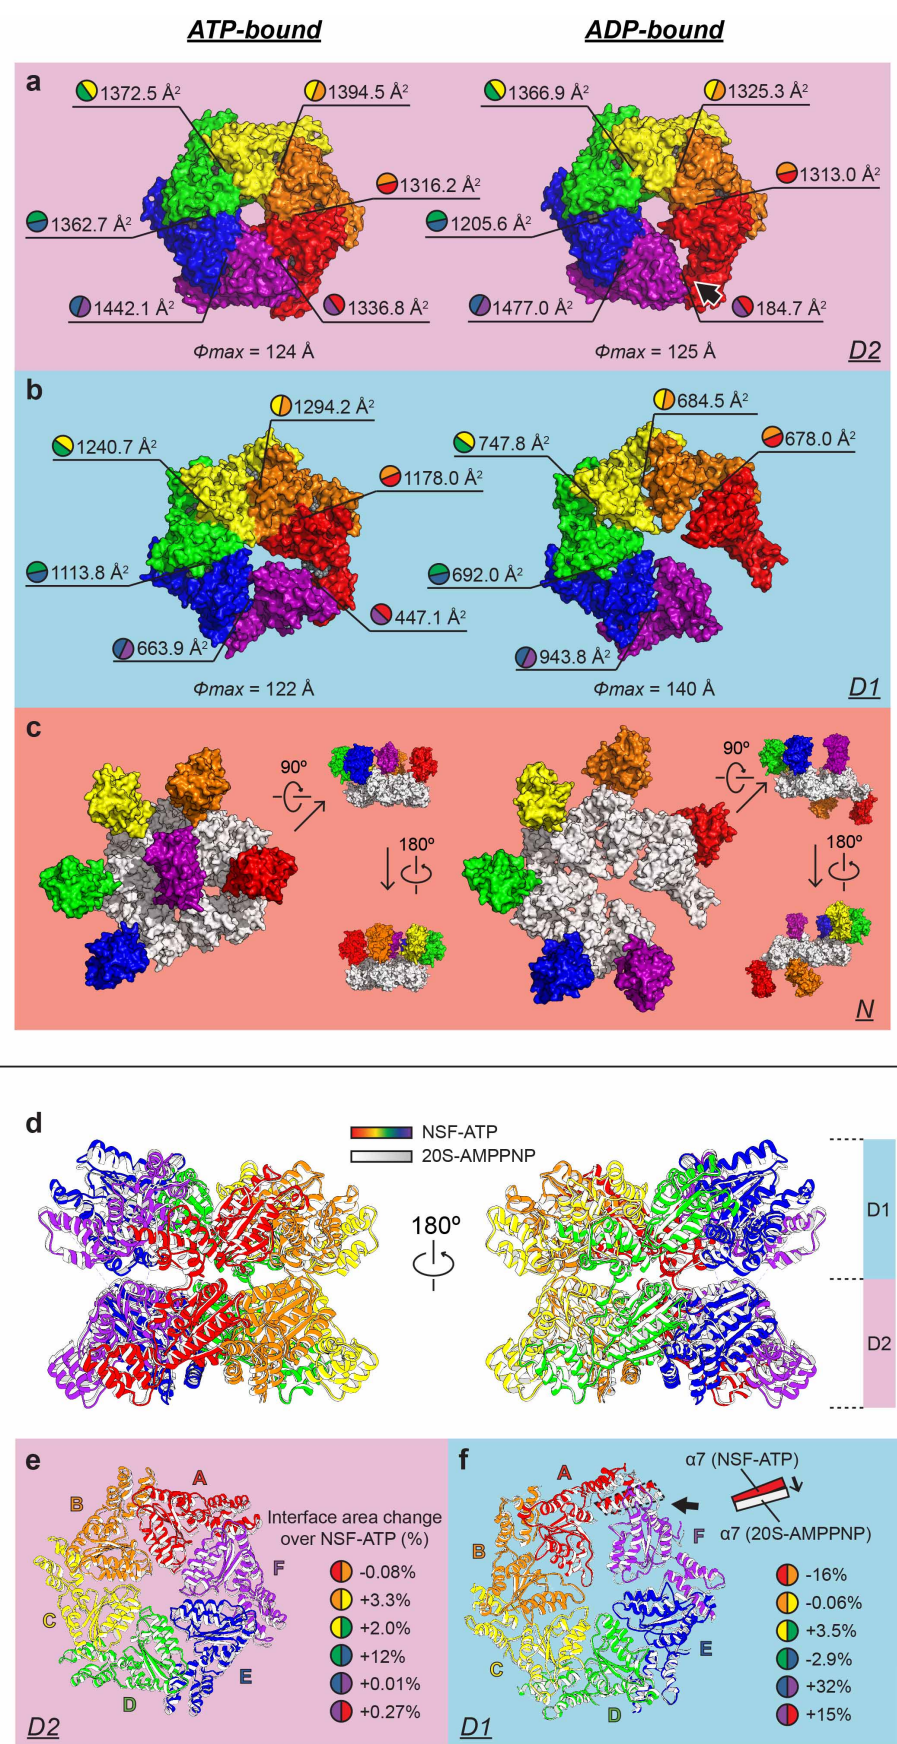 ATP-bound
ADP-bound
a
1372.5 Å²
1394.5 Å²
1316.2 Å²
1362.7 Å²
1442.1 Å²
1336.8 Å²
Φmax = 124 Å
1366.9 Å²
1325.3 Å²
1313.0 Å²
1205.6 Å²
1477.0 Å²
184.7 Å²
Φmax = 125 Å
D2
b
1294.2 Å²
1240.7 Å²
1178.0 Å²
1113.8 Å²
447.1 Å²
663.9 Å²
Φmax = 122 Å
684.5 Å²
747.8 Å²
678.0 Å²
692.0 Å²
943.8 Å²
Φmax = 140 Å
D1
c
90º
180º
90º
180º
N
d
NSF-ATP
20S-AMPPNP
180º
D1
D2
e
A
B
C
D
E
F
Interface area change
over NSF-ATP (%)
-0.08%
+3.3%
+2.0%
+12%
+0.01%
+0.27%
D2
f
A
B
C
D
E
F
α7 (NSF-ATP)
α7 (20S-AMPPNP)
-16%
-0.06%
+3.5%
-2.9%
+32%
+15%
D1